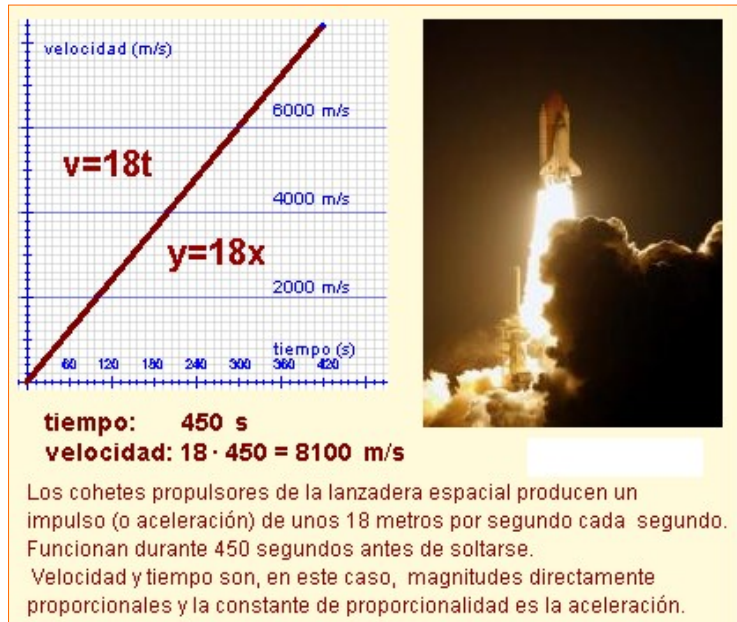 velocidad (m/s)
6000 m/s
v=18t
4000 m/s
y=18x
2000 m/s
tiempo (s)
60 120 180 240 300 360 420
tiempo: 450 s
velocidad: 18 · 450 = 8100 m/s
Los cohetes propulsores de la lanzadera espacial producen un
impulso (o aceleración) de unos 18 metros por segundo cada segundo.
Funcionan durante 450 segundos antes de soltarse.
Velocidad y tiempo son, en este caso, magnitudes directamente
proporcionales y la constante de proporcionalidad es la aceleración.